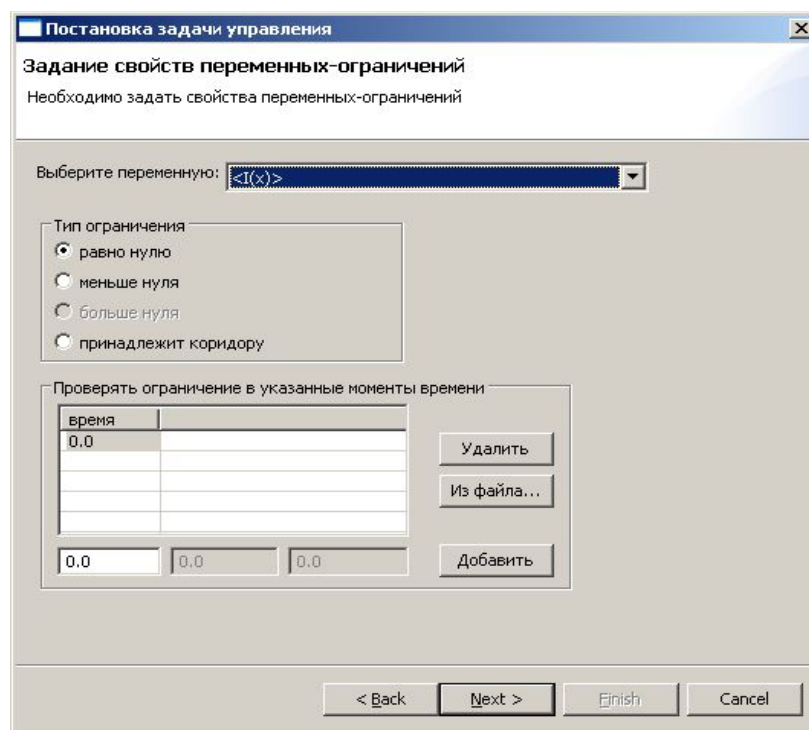 Постановка задачи управления
Задание свойств переменных-ограничений
Необходимо задать свойства переменных-ограничений
Выберите переменную: <I(x)>
Тип ограничения
равно нулю
меньше нуля
больше нуля
принадлежит коридору
Проверять ограничение в указанные моменты времени
время
0.0
Удалить
Из файла...
0.0 0.0 0.0 Добавить
< Back Next > Finish Cancel